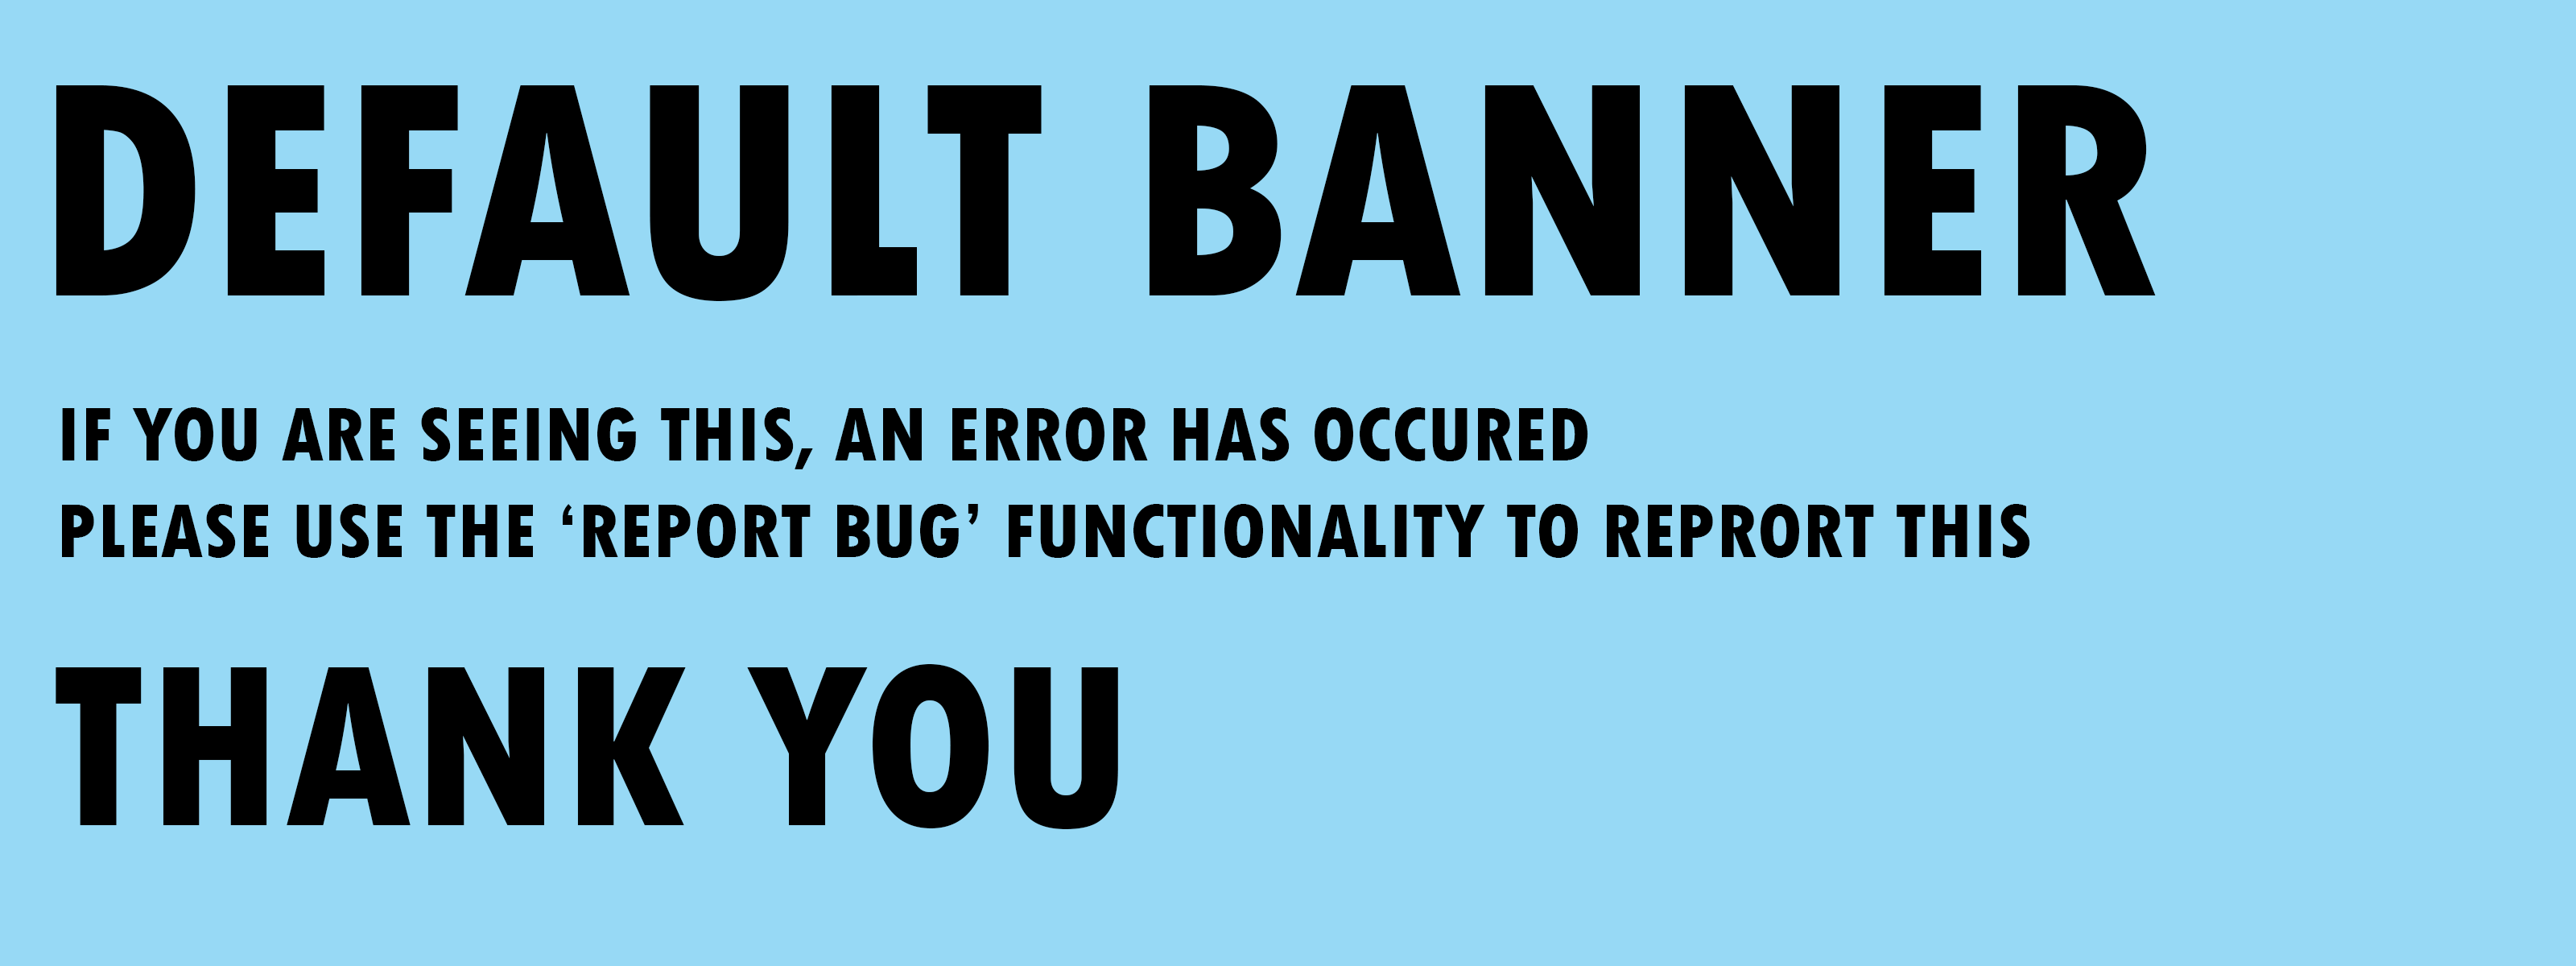 DEFAULT BANNER
IF YOU ARE SEEING THIS, AN ERROR HAS OCCURED
PLEASE USE THE ‘REPORT BUG’ FUNCTIONALITY TO REPRORT THIS
THANK YOU